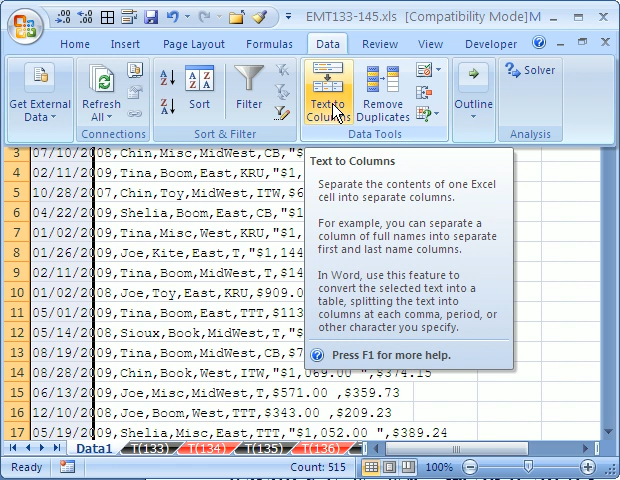 EMT133-145.xls [Compatibility Mode] M
Home Insert Page Layout Formulas Data Review View Developer
Get External Data
Refresh All
Sort
Filter
Text to Columns
Remove Duplicates
Outline
Solver
Connections Sort & Filter Data Tools Analysis
3 07/10/2008,Chin,Misc,MidWest,CB,"$
4 02/11/2009,Tina,Boom,East,KRU,"$1,
5 10/28/2007,Chin,Toy,MidWest,ITW,$6
6 04/22/2009,Shelia,Boom,East,CB,"$1
7 01/02/2009,Tina,Misc,West,KRU,"$1,
8 01/26/2009,Joe,Kite,East,T,"$1,144
9 02/11/2009,Tina,Boom,MidWest,T,$14
10 01/02/2008,Joe,Toy,East,KRU,$909.0
11 05/01/2009,Tina,Boom,East,TTT,$113
12 05/14/2008,Sioux,Book,MidWest,T,"$
13 08/19/2009,Tina,Boom,MidWest,CB,$7
14 08/28/2009,Chin,Book,West,ITW,"$1,069.00 ",$374.15
15 06/13/2008,Joe,Misc,MidWest,T,$571.00 ,$359.73
16 12/10/2008,Joe,Boom,West,TTT,$343.00 ,$209.23
17 05/19/2009,Shelia,Misc,East,TTT,"$1,052.00 ",$389.24
Text to Columns
Separate the contents of one Excel
cell into separate columns.
For example, you can separate a
column of full names into separate
first and last name columns.
In Word, use this feature to
convert the selected text into a
table, splitting the text into
columns at each comma, period, or
other character you specify.
Press F1 for more help.
Data1 T(133) T(134) T(135) T(136)
Ready Count: 515 100%